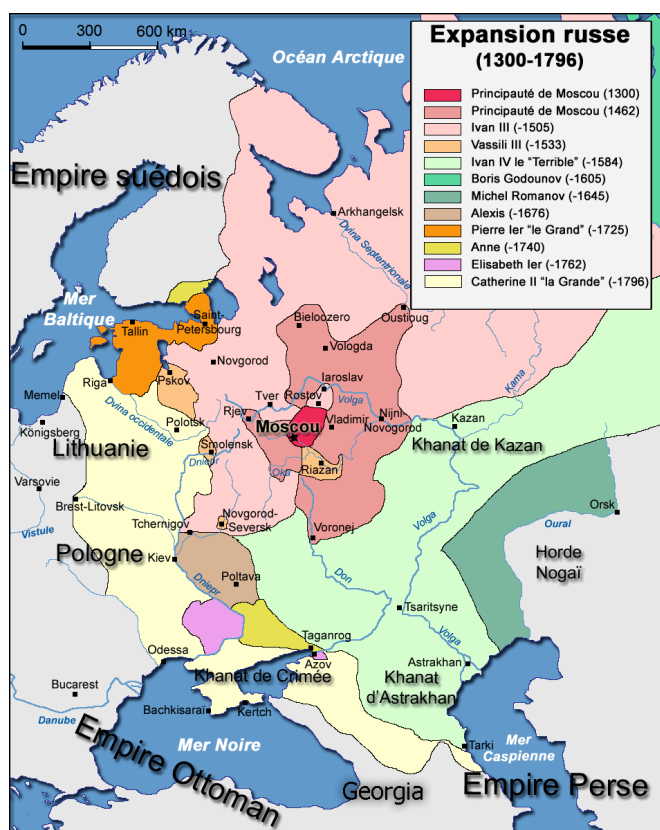 0 300 600 km
Océan Arctique
Expansion russe
(1300-1796)
Principauté de Moscou (1300)
Principauté de Moscou (1462)
Ivan III (-1505)
Vassili III (-1533)
Ivan IV le "Terrible" (-1584)
Boris Godounov (-1605)
Michel Romanov (-1645)
Alexis (-1676)
Pierre Ier "le Grand" (-1725)
Anne (-1740)
Elisabeth Ier (-1762)
Catherine II "la Grande" (-1796)
Empire suédois
Arkhangelsk
Dvina Septentrionale
Mer
Baltique
Saint-
Petersbourg
Tallin
Bieloozero
Oustioug
Vologda
Novgorod
Riga
Pskov
Iaroslav
Kama
Memel
Tver
Rostov
Volga
Dvina occidentale
Polotsk
Rjev
Moscou
Vladimir
Nijni-
Novogorod
Kazan
Königsberg
Khanat de Kazan
Lithuanie
Smolensk
Dniepr
Oka
Riazan
Varsovie
Brest-Litovsk
Vistule
Novgorod-
Seversk
Tchernigov
Voronej
Volga
Orsk
Oural
Pologne
Kiev
Horde
Nogaï
Dniepr
Poltava
Don
Tsaritsyne
Volga
Taganrog
Odessa
Azov
Astrakhan
Khanat de Crimée
Khanat
d'Astrakhan
Bucarest
Danube
Bachkisaraï
Kertch
Empire Ottoman
Mer Noire
Tarki
Mer
Caspienne
Georgia
Empire Perse